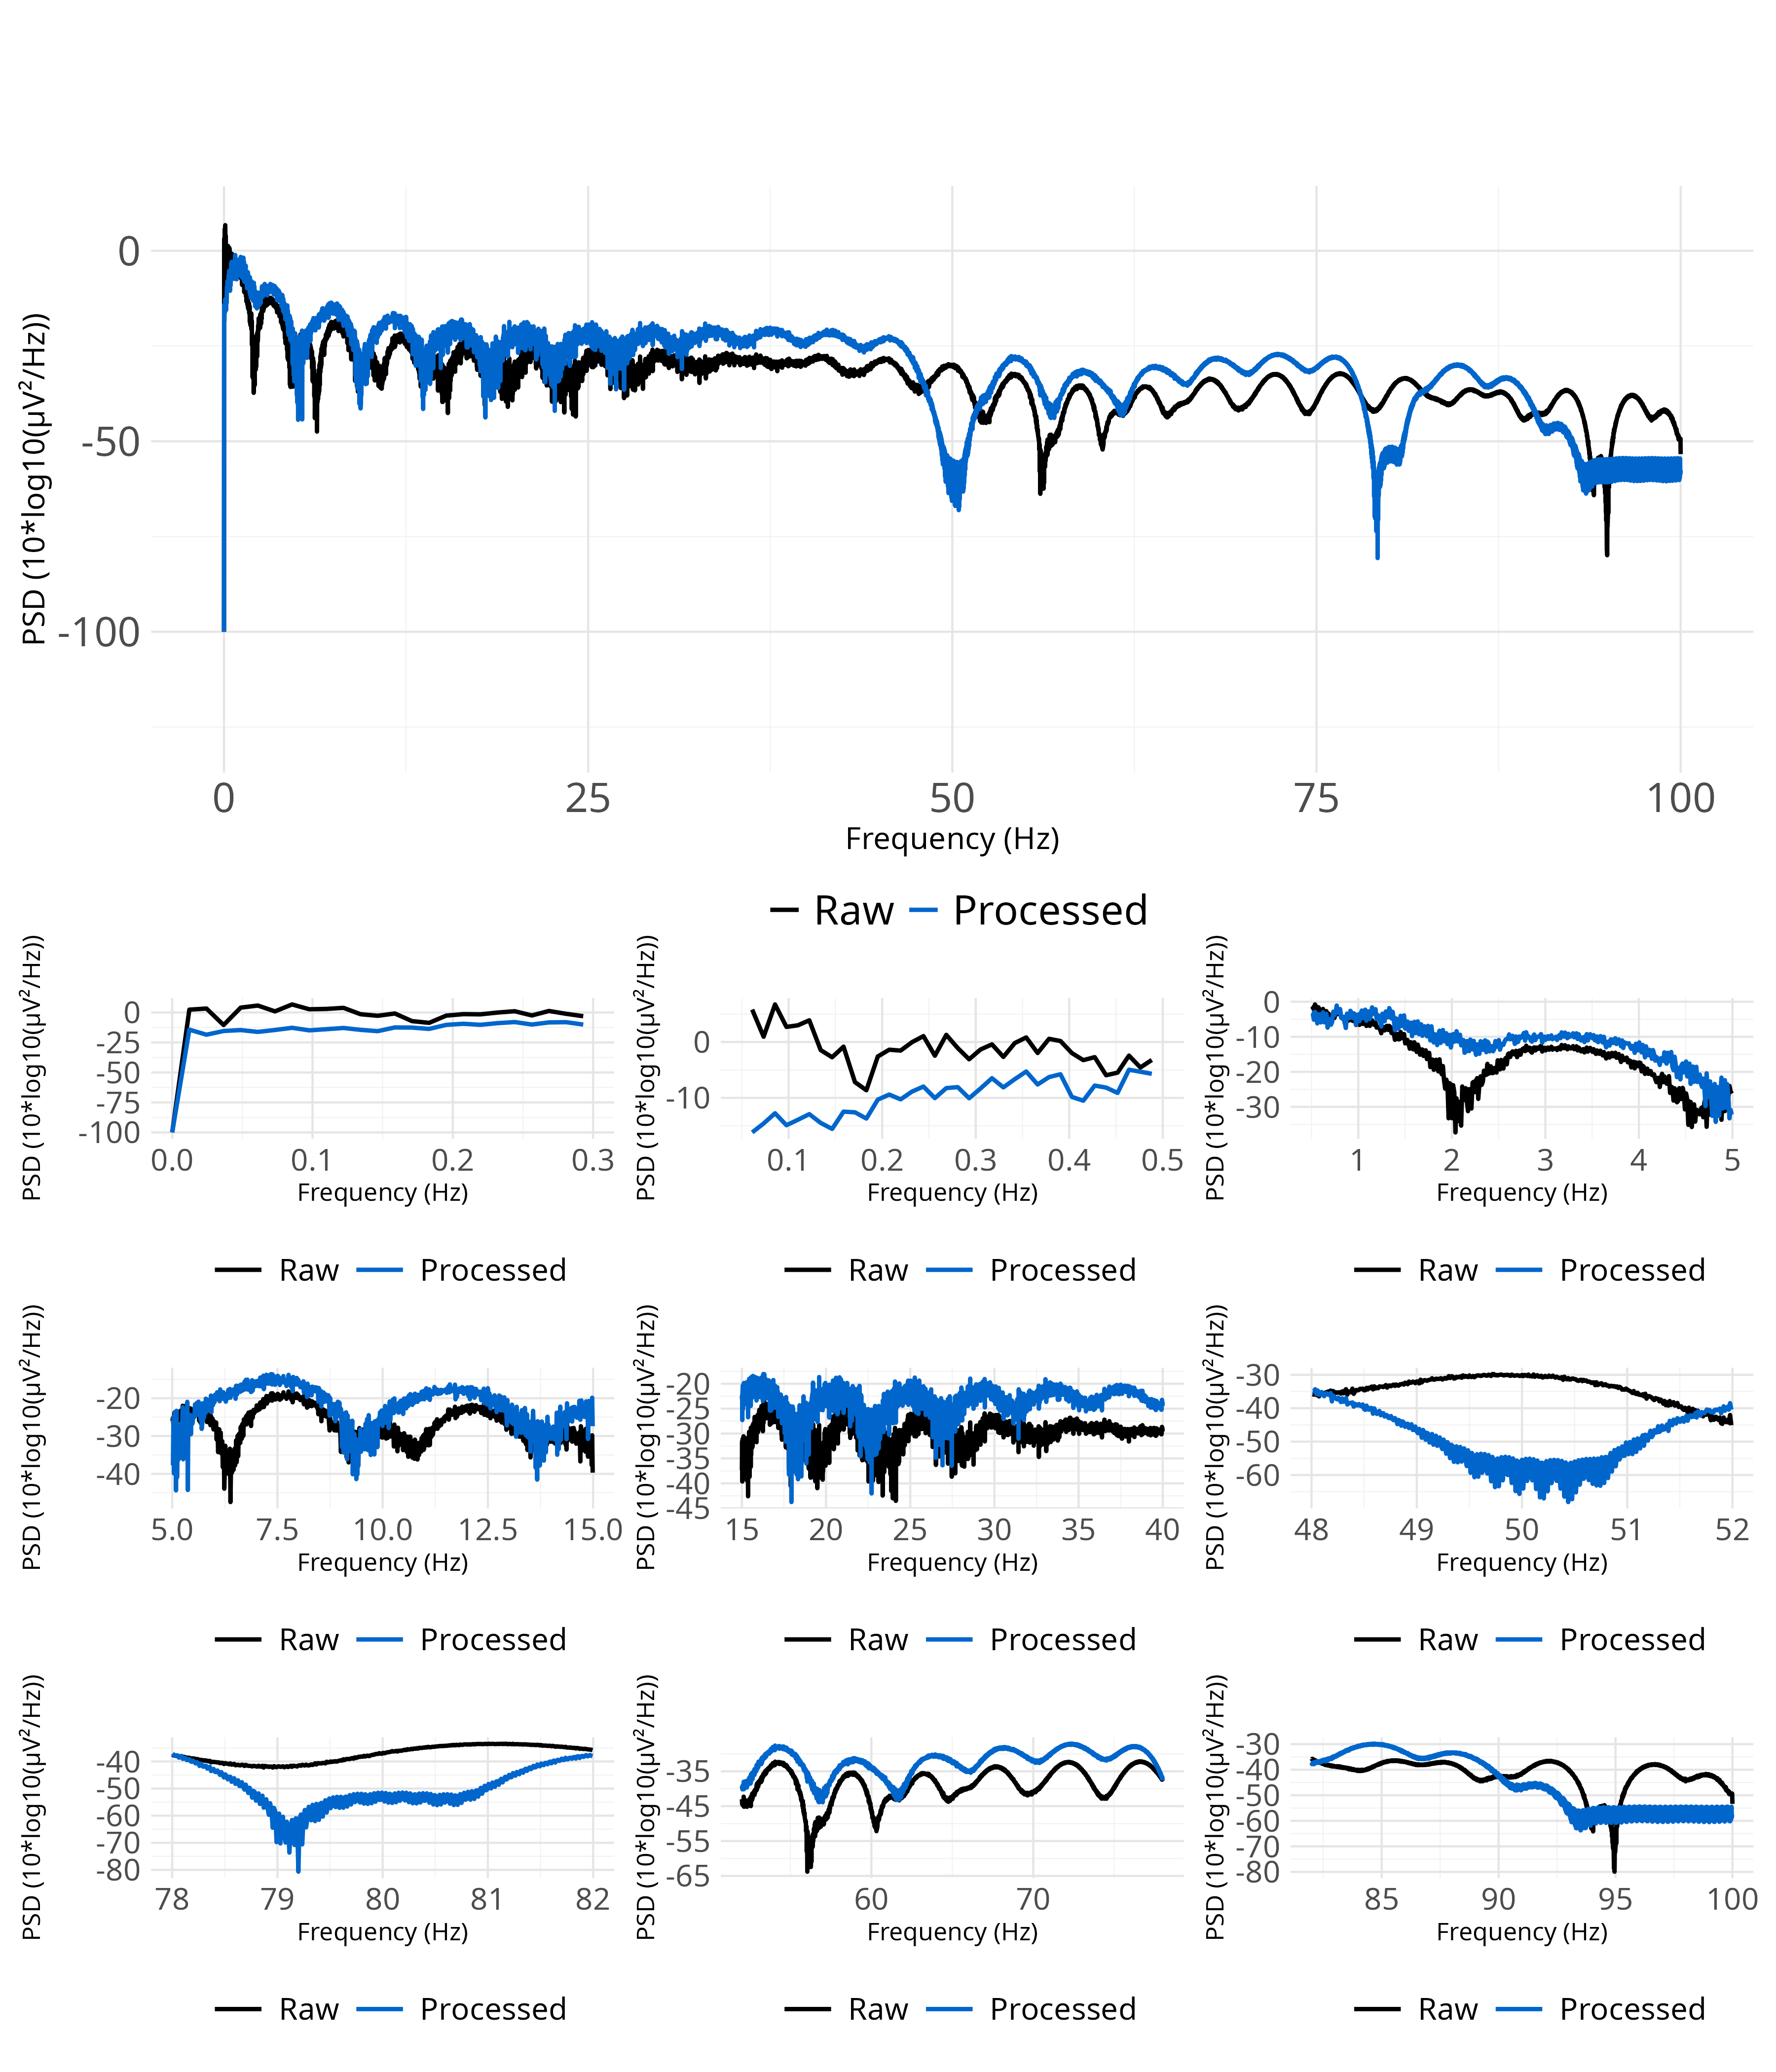 PSD (10*log10(µV²/Hz))
0
-50
-100
0 25 50 75 100
Frequency (Hz)
Raw Processed
PSD (10*log10(µV²/Hz))
0
-25
-50
-75
-100
0.0 0.1 0.2 0.3
Frequency (Hz)
Raw Processed
PSD (10*log10(µV²/Hz))
0
-10
0.1 0.2 0.3 0.4 0.5
Frequency (Hz)
Raw Processed
PSD (10*log10(µV²/Hz))
0
-10
-20
-30
1 2 3 4 5
Frequency (Hz)
Raw Processed
PSD (10*log10(µV²/Hz))
-20
-30
-40
5.0 7.5 10.0 12.5 15.0
Frequency (Hz)
Raw Processed
PSD (10*log10(µV²/Hz))
-20
-25
-30
-35
-40
-45
15 20 25 30 35 40
Frequency (Hz)
Raw Processed
PSD (10*log10(µV²/Hz))
-30
-40
-50
-60
48 49 50 51 52
Frequency (Hz)
Raw Processed
PSD (10*log10(µV²/Hz))
-40
-50
-60
-70
-80
78 79 80 81 82
Frequency (Hz)
Raw Processed
PSD (10*log10(µV²/Hz))
-35
-45
-55
-65
60 70
Frequency (Hz)
Raw Processed
PSD (10*log10(µV²/Hz))
-30
-40
-50
-60
-70
-80
85 90 95 100
Frequency (Hz)
Raw Processed